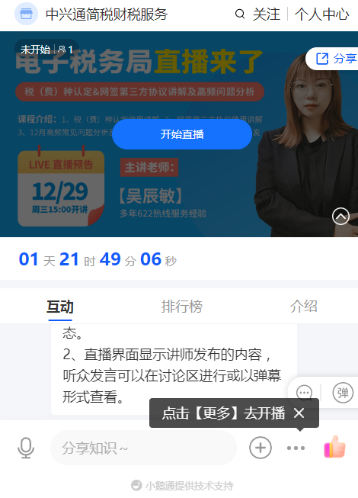 中兴通简税财税服务
关注 个人中心
未开始 1
分享
电子税务局直播来了
税（费）种认定&网签第三方协议讲解及高频问题分析
课程介绍：1、税（费）种认定
3、12月高频常见问题分析
开始直播
LIVE 直播预告
12/29
周三15:00开讲
主讲老师：
【吴辰敏】
多年622热线服务经验
01 天 21 时 49 分 06 秒
互动 排行榜 介绍
态。
2、直播界面显示讲师发布的内容，
听众发言可以在讨论区进行或以弹幕
形式查看。
弹
点击【更多】去开播 ×
分享知识~
小鹅通提供技术支持